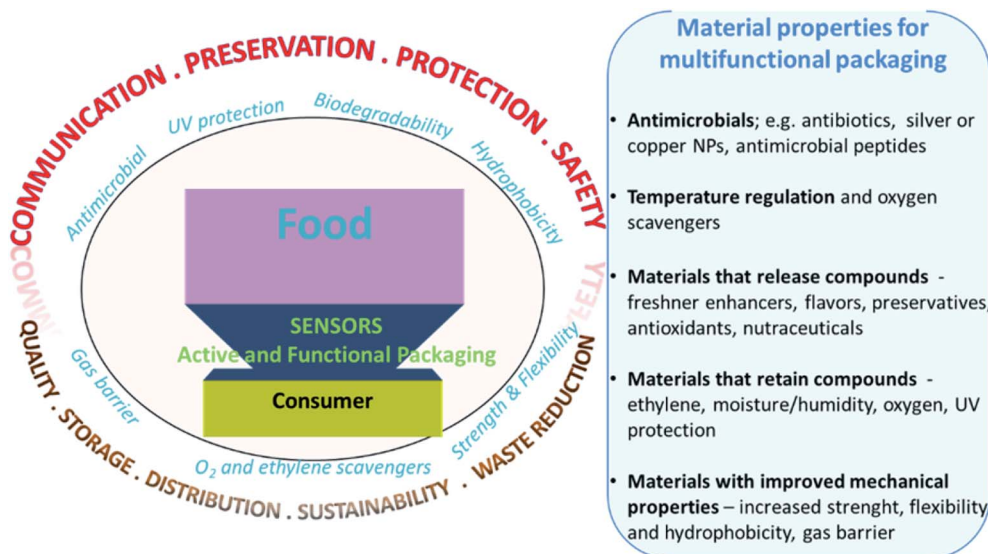 COMMUNICATION . PRESERVATION . PROTECTION . SAFETY
UV protection
Biodegradability
Antimicrobial
Hydrophobicity
Food
SENSORS
Active and Functional Packaging
Consumer
Gas barrier
Strength & Flexibility
O₂ and ethylene scavengers
QUALITY . STORAGE . DISTRIBUTION . SUSTAINABILITY . WASTE REDUCTION
Material properties for
multifunctional packaging
• Antimicrobials; e.g. antibiotics, silver or
copper NPs, antimicrobial peptides
• Temperature regulation and oxygen
scavengers
• Materials that release compounds -
freshner enhancers, flavors, preservatives,
antioxidants, nutraceuticals
• Materials that retain compounds -
ethylene, moisture/humidity, oxygen, UV
protection
• Materials with improved mechanical
properties – increased strenght, flexibility
and hydrophobicity, gas barrier